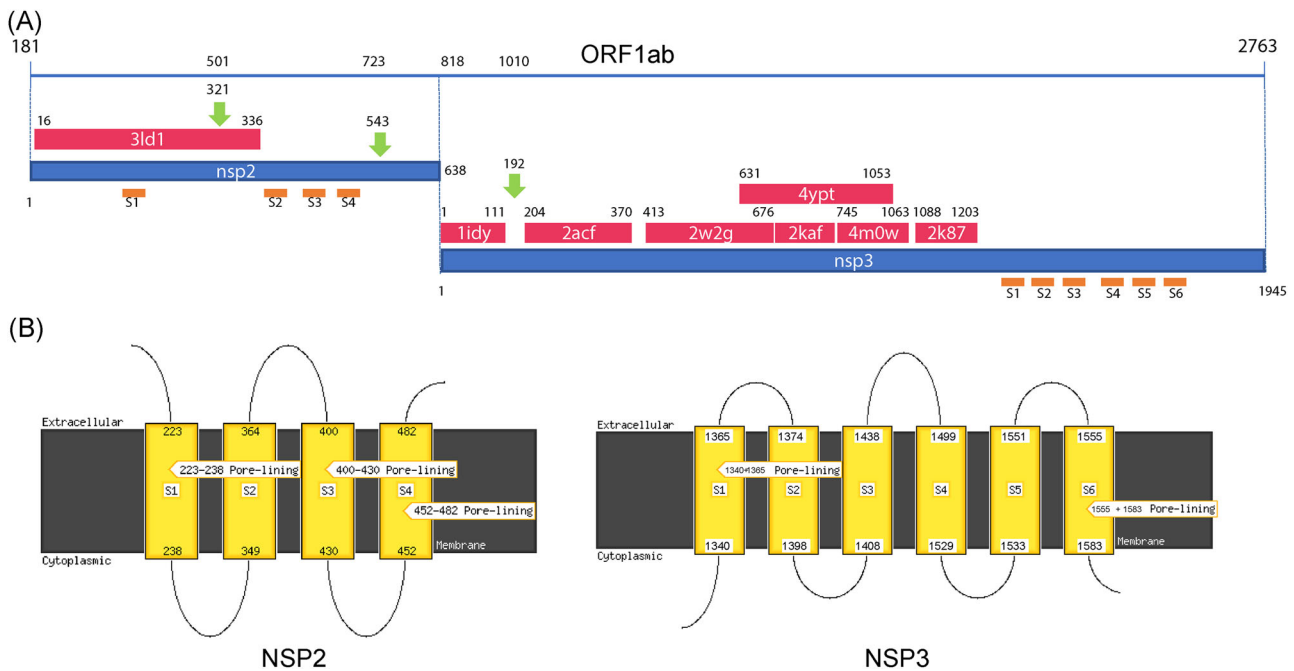 (A)
181 ORF1ab 2763
501 723 818 1010
321
16 336 543
3ld1
192
nsp2 638 631 1053
4ypt
1 S1 S2 S3 S4
1 111 204 370 413 676 745 1063 1088 1203
1idy 2acf 2w2g 2kaf 4m0w 2k87
nsp3
1 S1 S2 S3 S4 S5 S6 1945
(B)
Extracellular
223 364 400 482
223-238 Pore-lining 400-430 Pore-lining
S1 S2 S3 S4
452-482 Pore-lining
238 349 430 452 Membrane
Cytoplasmic
NSP2
Extracellular
1365 1374 1438 1499 1551 1555
1340+1365 Pore-lining
S1 S2 S3 S4 S5 S6
1555 + 1583 Pore-lining
1340 1398 1408 1529 1533 1583 Membrane
Cytoplasmic
NSP3